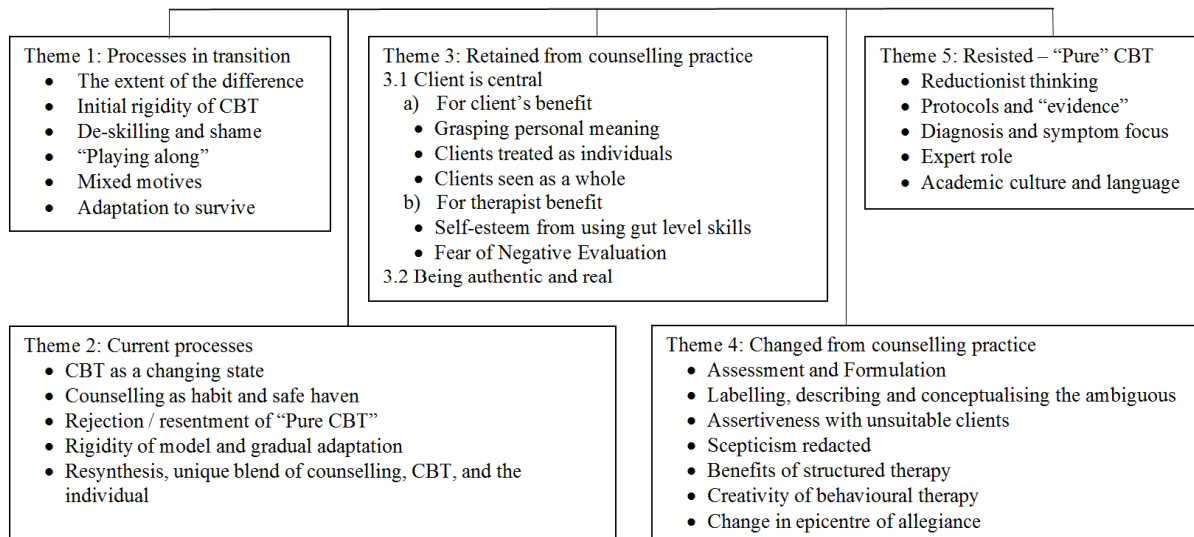 Theme 1: Processes in transition
• The extent of the difference
• Initial rigidity of CBT
• De-skilling and shame
• “Playing along”
• Mixed motives
• Adaptation to survive
Theme 3: Retained from counselling practice
3.1 Client is central
a) For client’s benefit
• Grasping personal meaning
• Clients treated as individuals
• Clients seen as a whole
b) For therapist benefit
• Self-esteem from using gut level skills
• Fear of Negative Evaluation
3.2 Being authentic and real
Theme 5: Resisted – “Pure” CBT
• Reductionist thinking
• Protocols and “evidence”
• Diagnosis and symptom focus
• Expert role
• Academic culture and language
Theme 2: Current processes
• CBT as a changing state
• Counselling as habit and safe haven
• Rejection / resentment of “Pure CBT”
• Rigidity of model and gradual adaptation
• Resynthesis, unique blend of counselling, CBT, and the
individual
Theme 4: Changed from counselling practice
• Assessment and Formulation
• Labelling, describing and conceptualising the ambiguous
• Assertiveness with unsuitable clients
• Scepticism redacted
• Benefits of structured therapy
• Creativity of behavioural therapy
• Change in epicentre of allegiance